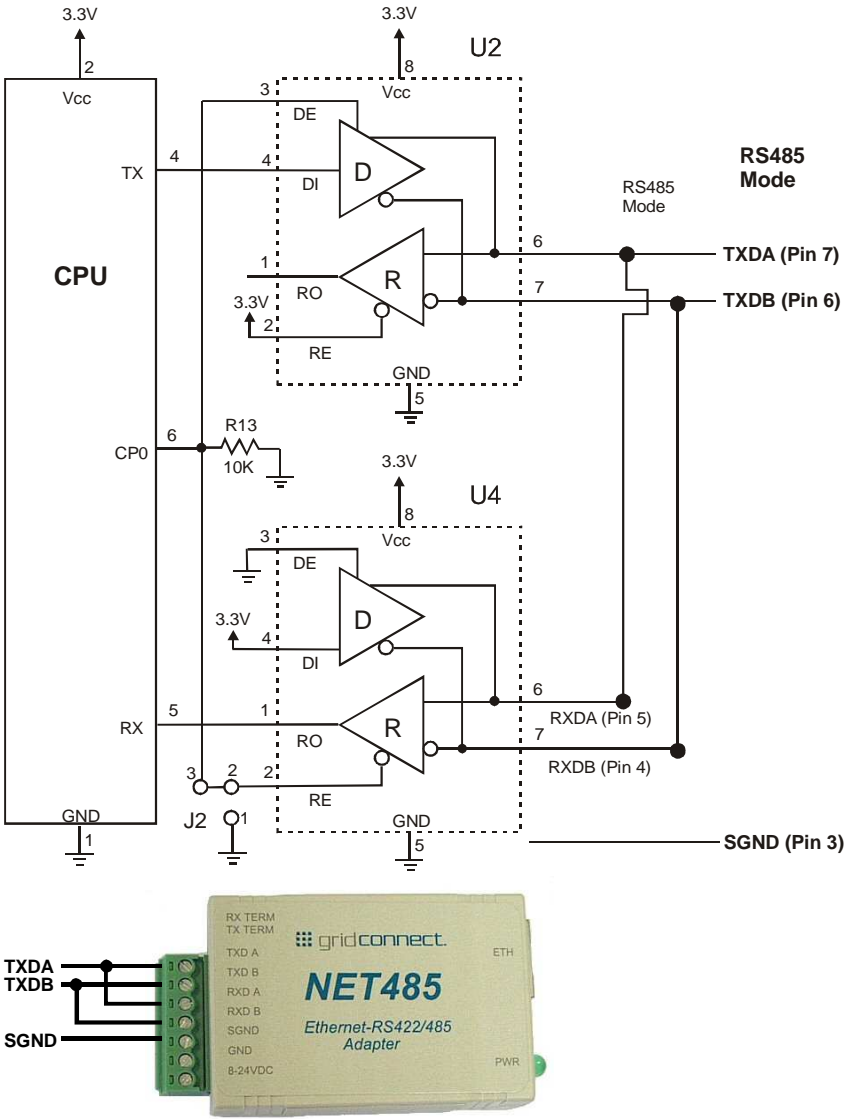 3.3V
2
Vcc
CPU
TX
4
CP0
6
RX
5
GND
1
R13
10K
3.3V
8
U2
Vcc
3
DE
4
DI
D
1
RO
R
3.3V
2
RE
GND
5
6
7
RS485
Mode
RS485
Mode
TXDA (Pin 7)
TXDB (Pin 6)
3.3V
8
U4
Vcc
3
DE
3.3V
4
DI
D
1
RO
R
3
2
2
RE
J2
1
GND
5
6
RXDA (Pin 5)
7
RXDB (Pin 4)
SGND (Pin 3)
TXDA
TXDB
SGND
RX TERM
TX TERM
TXD A
TXD B
RXD A
RXD B
SGND
GND
8-24VDC
gridconnect.
NET485
Ethernet-RS422/485
Adapter
ETH
PWR